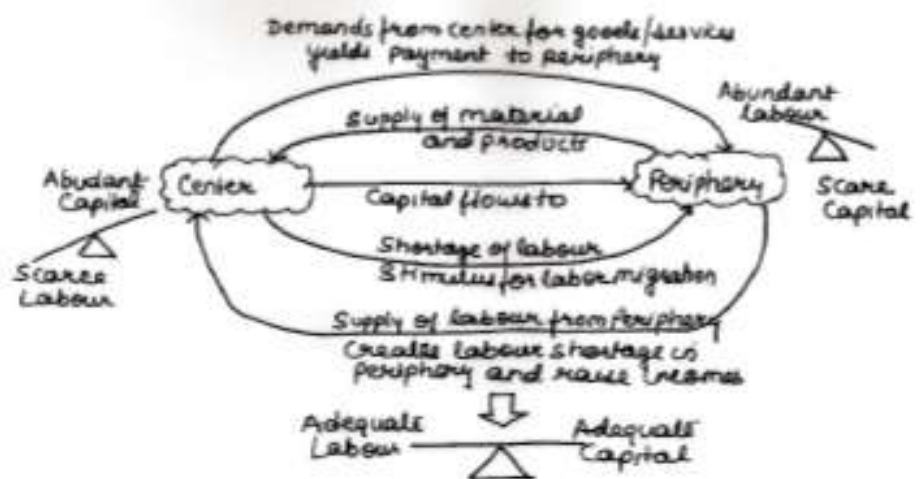 Demands from center for goods/services
yields payment to periphery
Supply of material
and products
Abundant
Labour
Scare
Capital
Abudant
Capital
Scarce
Labour
Center
Periphery
Capital flows to
Shortage of labour
Stimulus for labor migration
Supply of labour from Periphery
Create labour shortage in
periphery and raise incomes
Adequate
Labour
Adequate
Capital